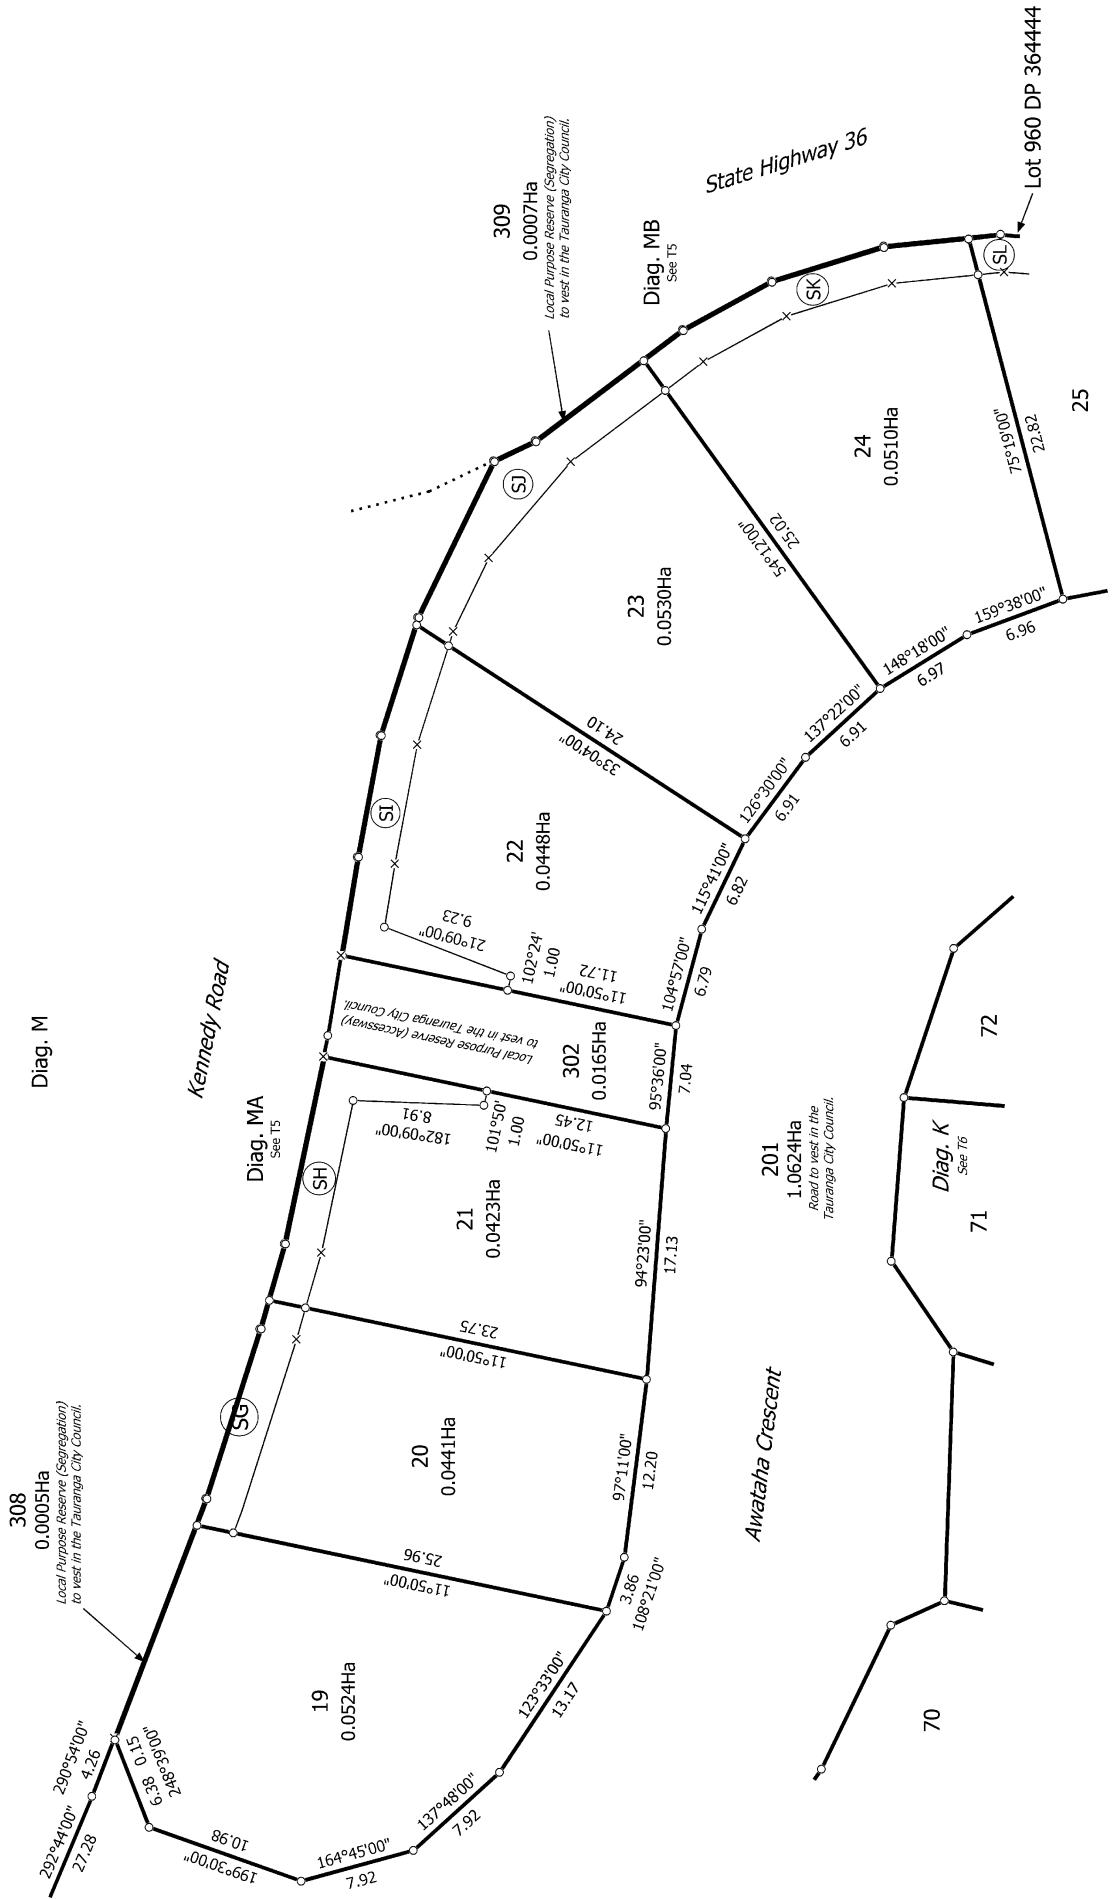 Diag. M
Kennedy Road
State Highway 36
Awataha Crescent
Lot 960 DP 364444
308
0.0005Ha
Local Purpose Reserve (Segregation)
to vest in the Tauranga City Council.
309
0.0007Ha
Local Purpose Reserve (Segregation)
to vest in the Tauranga City Council.
Diag. MA
See T5
Diag. MB
See T5
292°44'00"
27.28
290°54'00"
4.26
6.38
0.15
248°39'00"
10.98
199°30'00"
164°45'00"
7.92
137°48'00"
7.92
123°33'00"
13.17
19
0.0524Ha
25.96
11°50'00"
3.86
108°21'00"
SG
20
0.0441Ha
97°11'00"
12.20
23.75
11°50'00"
SH
21
0.0423Ha
94°23'00"
17.13
182°09'00"
8.91
101°50'
1.00
12.45
11°50'00"
Local Purpose Reserve (Accessway)
to vest in the Tauranga City Council.
302
0.0165Ha
95°36'00"
7.04
11.72
11°50'00"
102°24'
1.00
21°09'00"
9.23
SI
22
0.0448Ha
104°57'00"
6.79
115°41'00"
6.82
24.10
33°04'00"
SJ
23
0.0530Ha
126°30'00"
6.91
137°22'00"
6.91
25.02
54°12'00"
SK
24
0.0510Ha
148°18'00"
6.97
159°38'00"
6.96
75°19'00"
22.82
SL
25
201
1.0624Ha
Road to vest in the
Tauranga City Council.
Diag. K
See T6
70
71
72